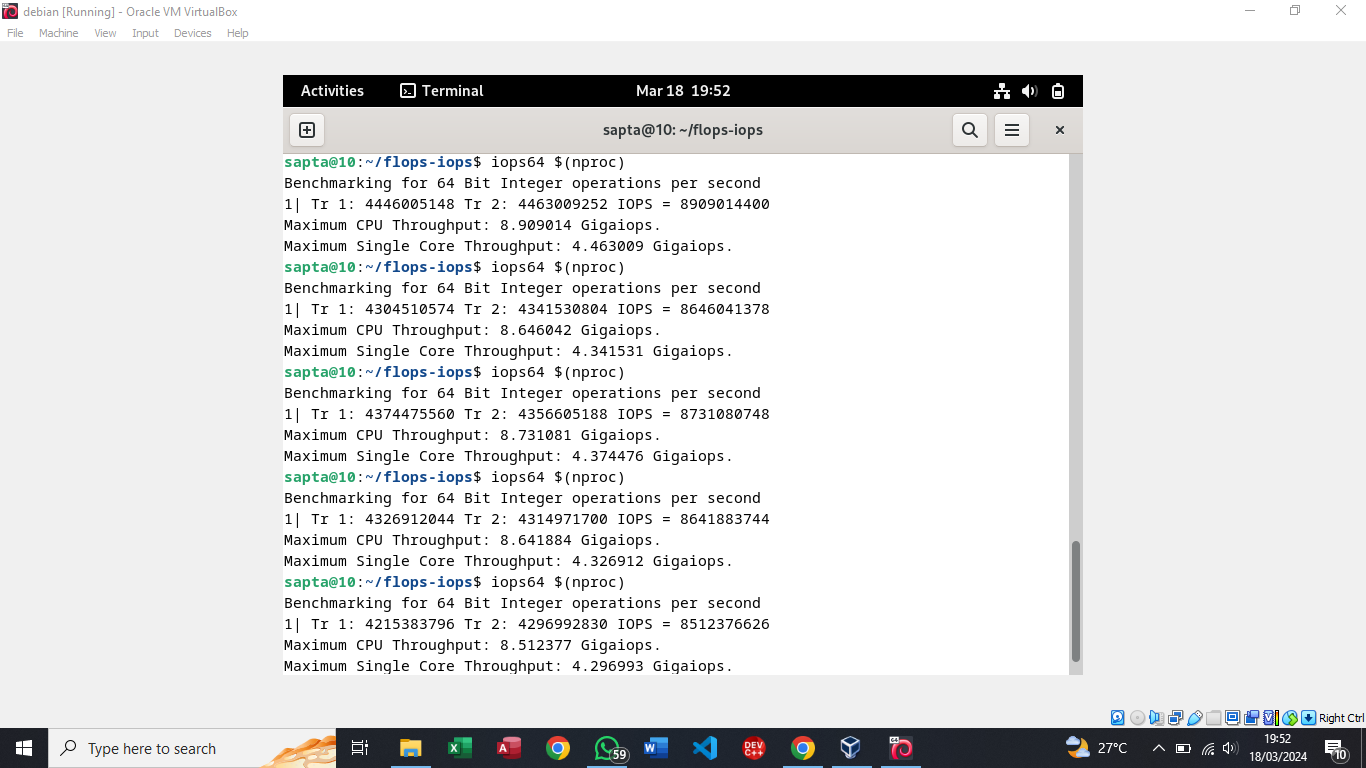 debian [Running] - Oracle VM VirtualBox
File Machine View Input Devices Help
Activities Terminal Mar 18 19:52
sapta@10: ~/flops-iops
sapta@10:~/flops-iops$ iops64 $(nproc)
Benchmarking for 64 Bit Integer operations per second
1| Tr 1: 4446005148 Tr 2: 4463009252 IOPS = 8909014400
Maximum CPU Throughput: 8.909014 Gigaiops.
Maximum Single Core Throughput: 4.463009 Gigaiops.
sapta@10:~/flops-iops$ iops64 $(nproc)
Benchmarking for 64 Bit Integer operations per second
1| Tr 1: 4304510574 Tr 2: 4341530804 IOPS = 8646041378
Maximum CPU Throughput: 8.646042 Gigaiops.
Maximum Single Core Throughput: 4.341531 Gigaiops.
sapta@10:~/flops-iops$ iops64 $(nproc)
Benchmarking for 64 Bit Integer operations per second
1| Tr 1: 4374475560 Tr 2: 4356605188 IOPS = 8731080748
Maximum CPU Throughput: 8.731081 Gigaiops.
Maximum Single Core Throughput: 4.374476 Gigaiops.
sapta@10:~/flops-iops$ iops64 $(nproc)
Benchmarking for 64 Bit Integer operations per second
1| Tr 1: 4326912044 Tr 2: 4314971700 IOPS = 8641883744
Maximum CPU Throughput: 8.641884 Gigaiops.
Maximum Single Core Throughput: 4.326912 Gigaiops.
sapta@10:~/flops-iops$ iops64 $(nproc)
Benchmarking for 64 Bit Integer operations per second
1| Tr 1: 4215383796 Tr 2: 4296992830 IOPS = 8512376626
Maximum CPU Throughput: 8.512377 Gigaiops.
Maximum Single Core Throughput: 4.296993 Gigaiops.
Right Ctrl
Type here to search
59
DEV C++
64
27°C
19:52
18/03/2024
10